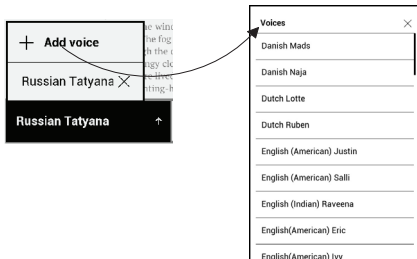 + Add voice
Russian Tatyana ×
Russian Tatyana ↑
Voices ×
Danish Mads
Danish Naja
Dutch Lotte
Dutch Ruben
English (American) Justin
English (American) Salli
English (Indian) Raveena
English(American) Eric
English(American) Ivy